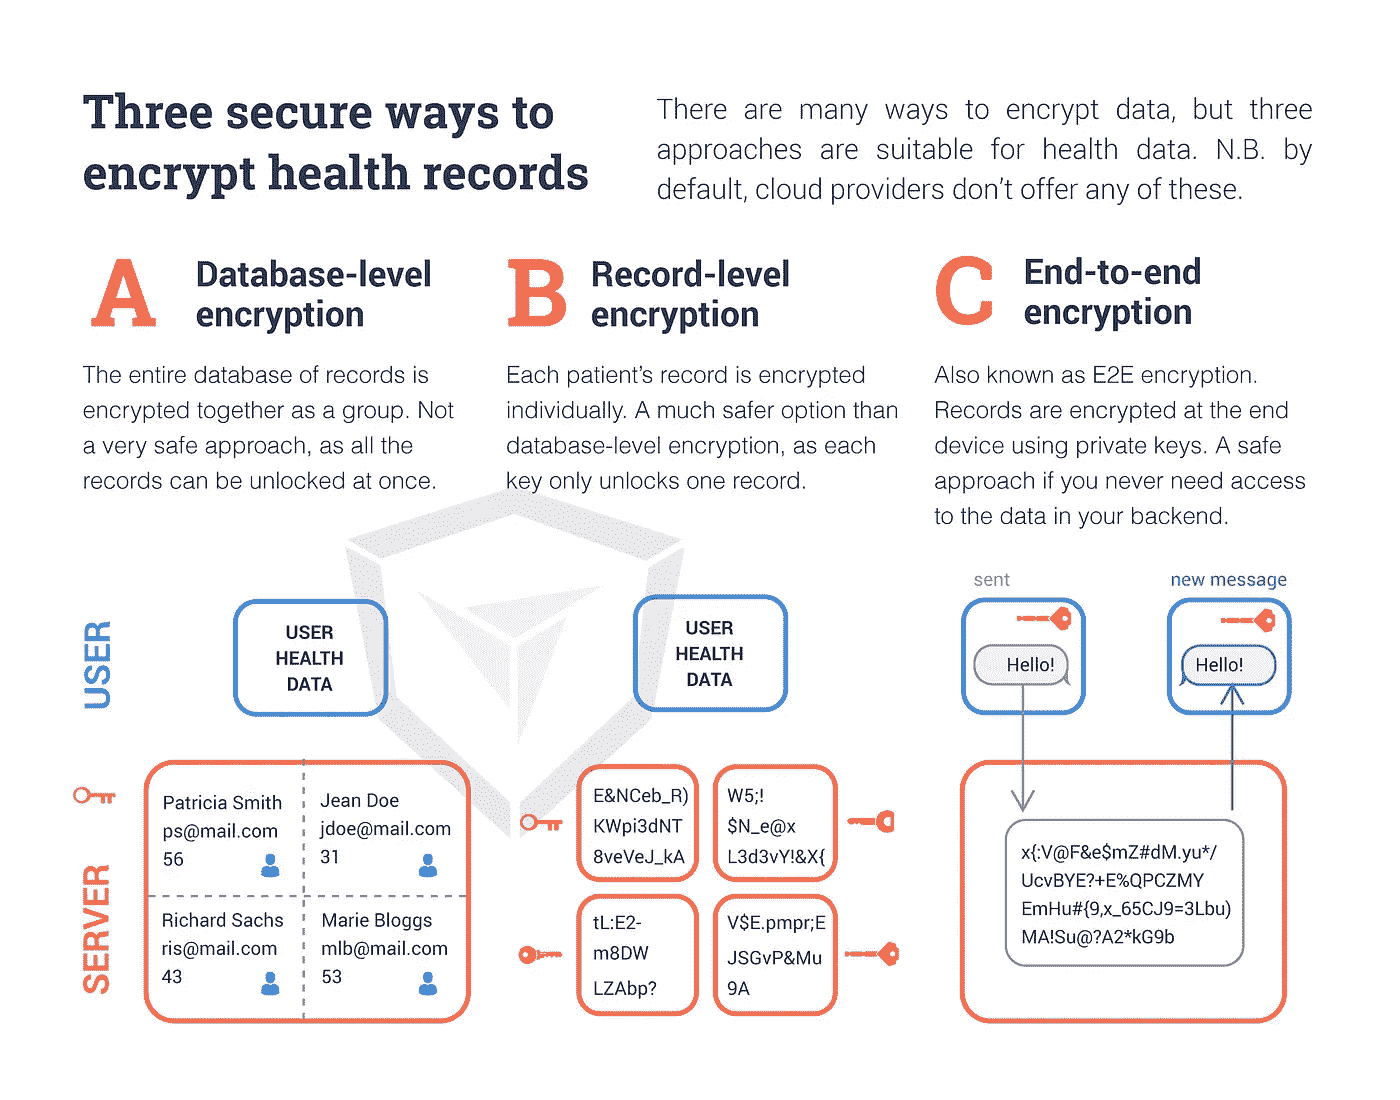 Three secure ways to
encrypt health records
There are many ways to encrypt data, but three
approaches are suitable for health data. N.B. by
default, cloud providers don't offer any of these.
A
Database-level
encryption
The entire database of records is
encrypted together as a group. Not
a very safe approach, as all the
records can be unlocked at once.
B
Record-level
encryption
Each patient's record is encrypted
individually. A much safer option than
database-level encryption, as each
key only unlocks one record.
C
End-to-end
encryption
Also known as E2E encryption.
Records are encrypted at the end
device using private keys. A safe
approach if you never need access
to the data in your backend.
USER
USER
HEALTH
DATA
USER
HEALTH
DATA
sent
Hello!
new message
Hello!
SERVER
Patricia Smith
ps@mail.com
56
Jean Doe
jdoe@mail.com
31
Richard Sachs
ris@mail.com
43
Marie Bloggs
mlb@mail.com
53
E&NCeb_R)
KWpi3dNT
8veVeJ_kA
W5;!
$N_e@x
L3d3vY!&X{
tL:E2-
m8DW
LZAbp?
V$E.pmpr;E
JSGvP&Mu
9A
x{:V@F&e$mZ#dM.yu*/
UcvBYE?+E%QPCZMY
EmHu#{9,x_65CJ9=3Lbu)
MA!Su@?A2*kG9b